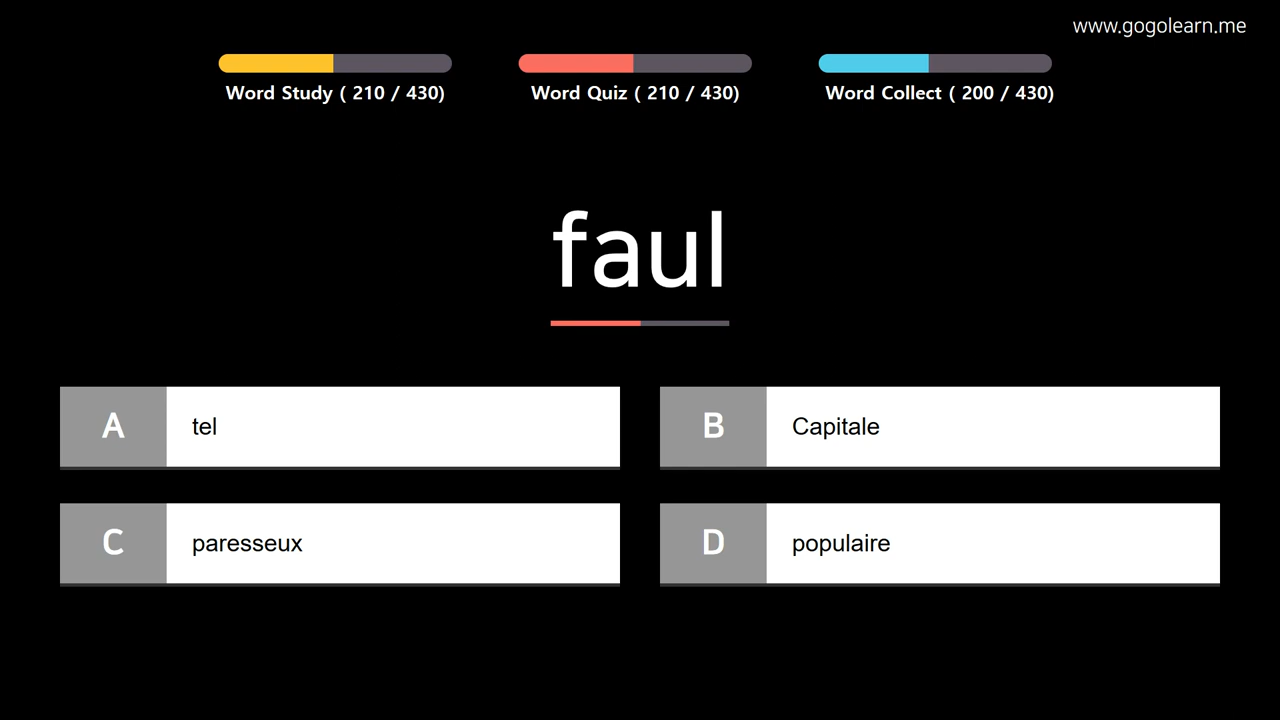 www.gogolearn.me
Word Study ( 210 / 430)
Word Quiz ( 210 / 430)
Word Collect ( 200 / 430)
faul
A tel
B Capitale
C paresseux
D populaire